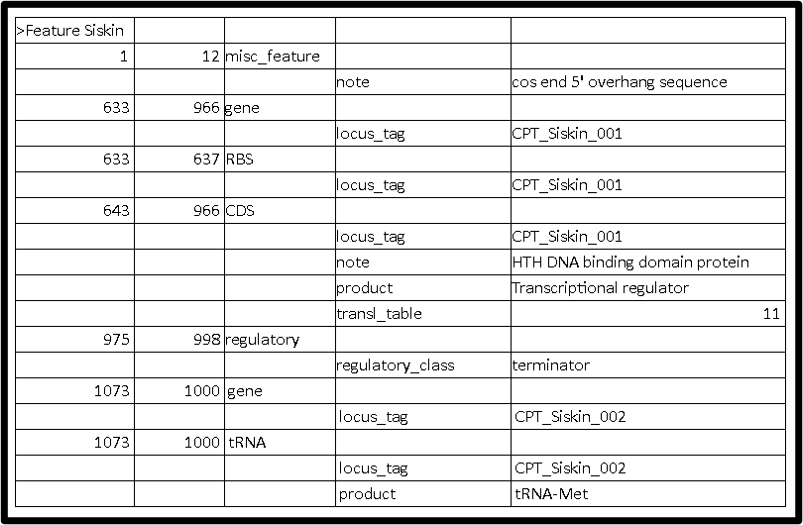 >Feature Siskin
1 12 misc_feature
note cos end 5' overhang sequence
633 966 gene
locus_tag CPT_Siskin_001
633 637 RBS
locus_tag CPT_Siskin_001
643 966 CDS
locus_tag CPT_Siskin_001
note HTH DNA binding domain protein
product Transcriptional regulator
transl_table 11
975 998 regulatory
regulatory_class terminator
1073 1000 gene
locus_tag CPT_Siskin_002
1073 1000 tRNA
locus_tag CPT_Siskin_002
product tRNA-Met